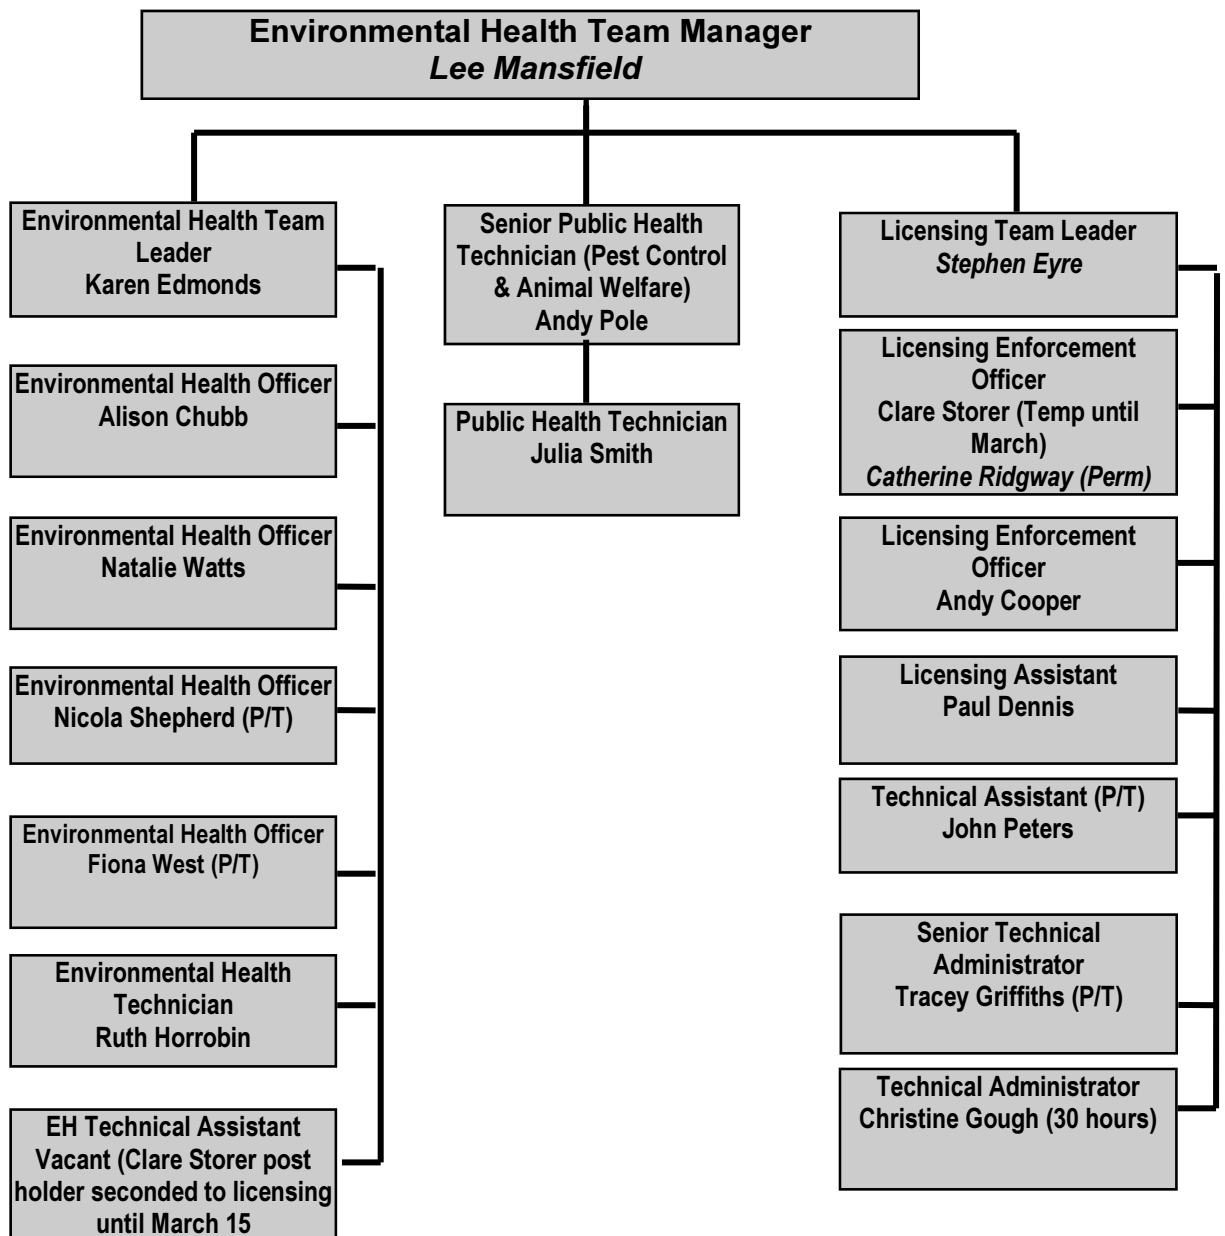 Environmental Health Team Manager
Lee Mansfield
Environmental Health Team
Leader
Karen Edmonds
Environmental Health Officer
Alison Chubb
Environmental Health Officer
Natalie Watts
Environmental Health Officer
Nicola Shepherd (P/T)
Environmental Health Officer
Fiona West (P/T)
Environmental Health
Technician
Ruth Horrobin
EH Technical Assistant
Vacant (Clare Storer post
holder seconded to licensing
until March 15
Senior Public Health
Technician (Pest Control
& Animal Welfare)
Andy Pole
Public Health Technician
Julia Smith
Licensing Team Leader
Stephen Eyre
Licensing Enforcement
Officer
Clare Storer (Temp until
March)
Catherine Ridgway (Perm)
Licensing Enforcement
Officer
Andy Cooper
Licensing Assistant
Paul Dennis
Technical Assistant (P/T)
John Peters
Senior Technical
Administrator
Tracey Griffiths (P/T)
Technical Administrator
Christine Gough (30 hours)